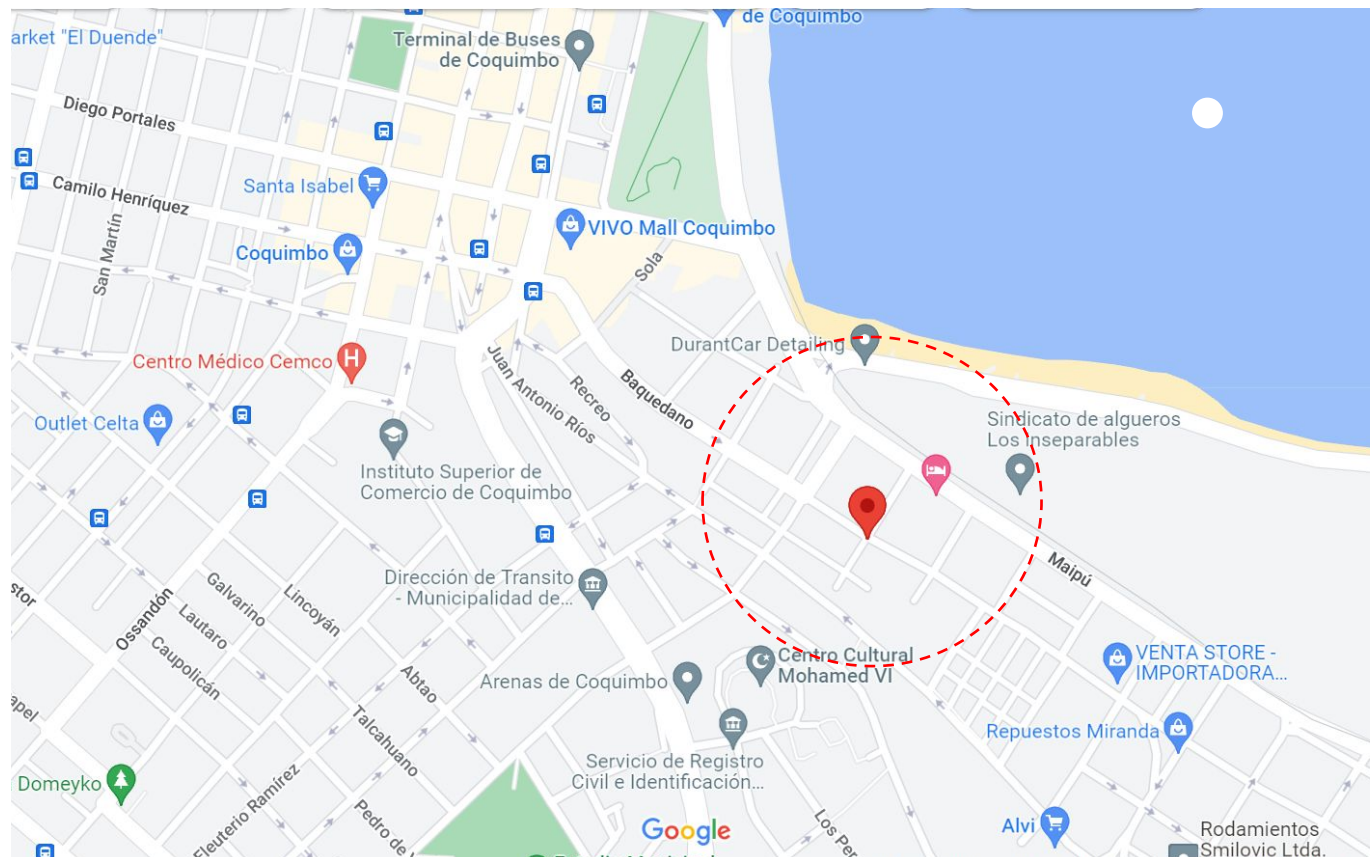 de Coquimbo
arket "El Duende"
Terminal de Buses
de Coquimbo
Diego Portales
Santa Isabel
Camilo Henríquez
San Martín
VIVO Mall Coquimbo
Coquimbo
Sola
DurantCar Detailing
Centro Médico Cemco
Juan Antonio Ríos
Recreo
Baquedano
Outlet Celta
Sindicato de algueros
Los Inseparables
Instituto Superior de
Comercio de Coquimbo
Maipú
Dirección de Transito
- Municipalidad de...
stor
Ossandón
Galvarino
Lautaro
Caupolicán
Lincoyán
Abtao
Talcahuano
Arenas de Coquimbo
Centro Cultural
Mohamed VI
VENTA STORE -
IMPORTADORA...
apel
Repuestos Miranda
Servicio de Registro
Civil e Identificación...
Domeyko
Eleuterio Ramírez
Pedro de
Google
Los Per
Alvi
Rodamientos
Smilovic Ltda.